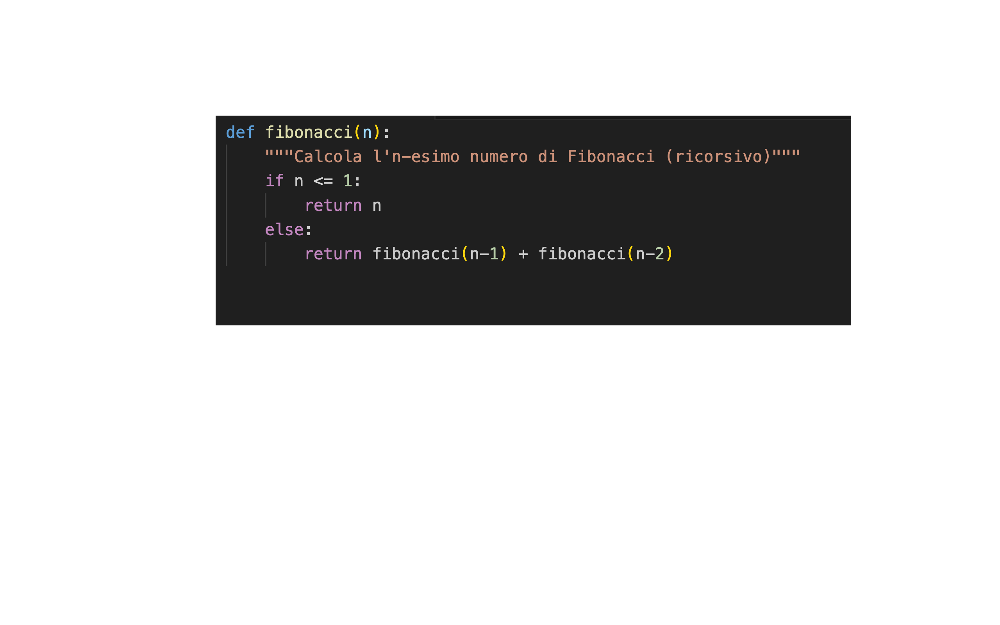 def fibonacci(n):
    """Calcola l'n-esimo numero di Fibonacci (ricorsivo)"""
    if n <= 1:
        return n
    else:
        return fibonacci(n-1) + fibonacci(n-2)